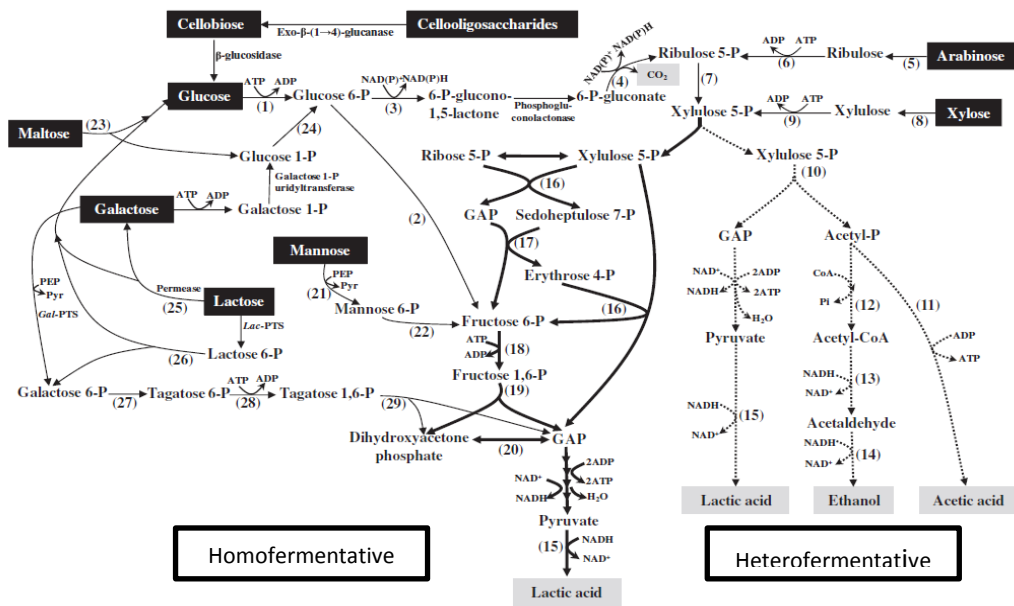 Cellobiose
Exo-β-(1→4)-glucanase
Cellooligosaccharides
β-glucosidase
Glucose
ATP ADP
(1)
Glucose 6-P
NAD(P)⁺ NAD(P)H
(3)
6-P-glucono-
1,5-lactone
Phosphoglu-
conolactonase
6-P-gluconate
NAD(P)⁺ NAD(P)H
(4)
CO₂
Ribulose 5-P
ADP ATP
(6)
Ribulose
(5)
Arabinose
(7)
Xylulose 5-P
ADP ATP
(9)
Xylulose
(8)
Xylose
Maltose
(23)
(24)
Glucose 1-P
Galactose 1-P
uridyltransferase
Galactose
ATP ADP
Galactose 1-P
(2)
Ribose 5-P
Xylulose 5-P
(16)
GAP
Sedoheptulose 7-P
(17)
Erythrose 4-P
(16)
Xylulose 5-P
(10)
GAP
Acetyl-P
NAD⁺
NADH
2ADP
2ATP
H₂O
CoA
Pi
(12)
(11)
ADP
ATP
Pyruvate
Acetyl-CoA
NADH
NAD⁺
(13)
NADH
NAD⁺
(15)
Acetaldehyde
NADH
NAD⁺
(14)
Lactic acid
Ethanol
Acetic acid
Mannose
PEP
Pyr
(21)
Mannose 6-P
(22)
Fructose 6-P
PEP
Pyr
Gal-PTS
Permease
(25)
Lactose
Lac-PTS
Lactose 6-P
(26)
ATP
ADP
(18)
Fructose 1,6-P
(19)
Galactose 6-P
(27)
Tagatose 6-P
ATP ADP
(28)
Tagatose 1,6-P
(29)
Dihydroxyacetone
phosphate
(20)
GAP
NAD⁺
NADH
2ADP
2ATP
H₂O
Pyruvate
(15)
NADH
NAD⁺
Lactic acid
Homofermentative
Heterofermentative